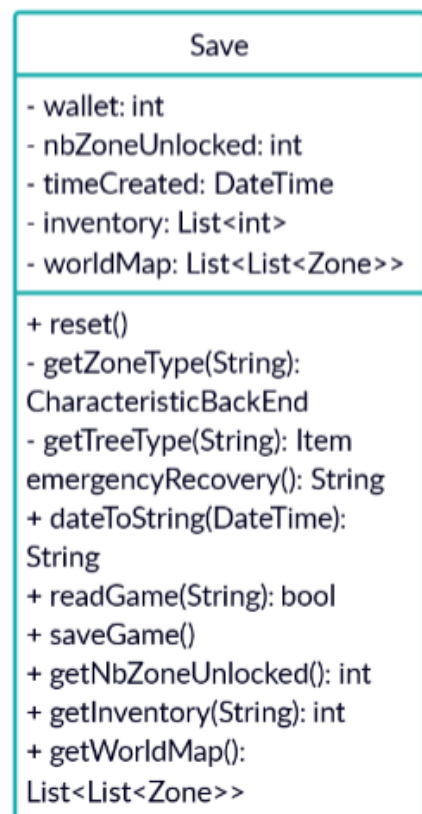 Save
- wallet: int
- nbZoneUnlocked: int
- timeCreated: DateTime
- inventory: List<int>
- worldMap: List<List<Zone>>
+ reset()
- getZoneType(String):
CharacteristicBackEnd
- getTreeType(String): Item
emergencyRecovery(): String
+ dateToString(DateTime):
String
+ readGame(String): bool
+ saveGame()
+ getNbZoneUnlocked(): int
+ getInventory(String): int
+ getWorldMap():
List<List<Zone>>